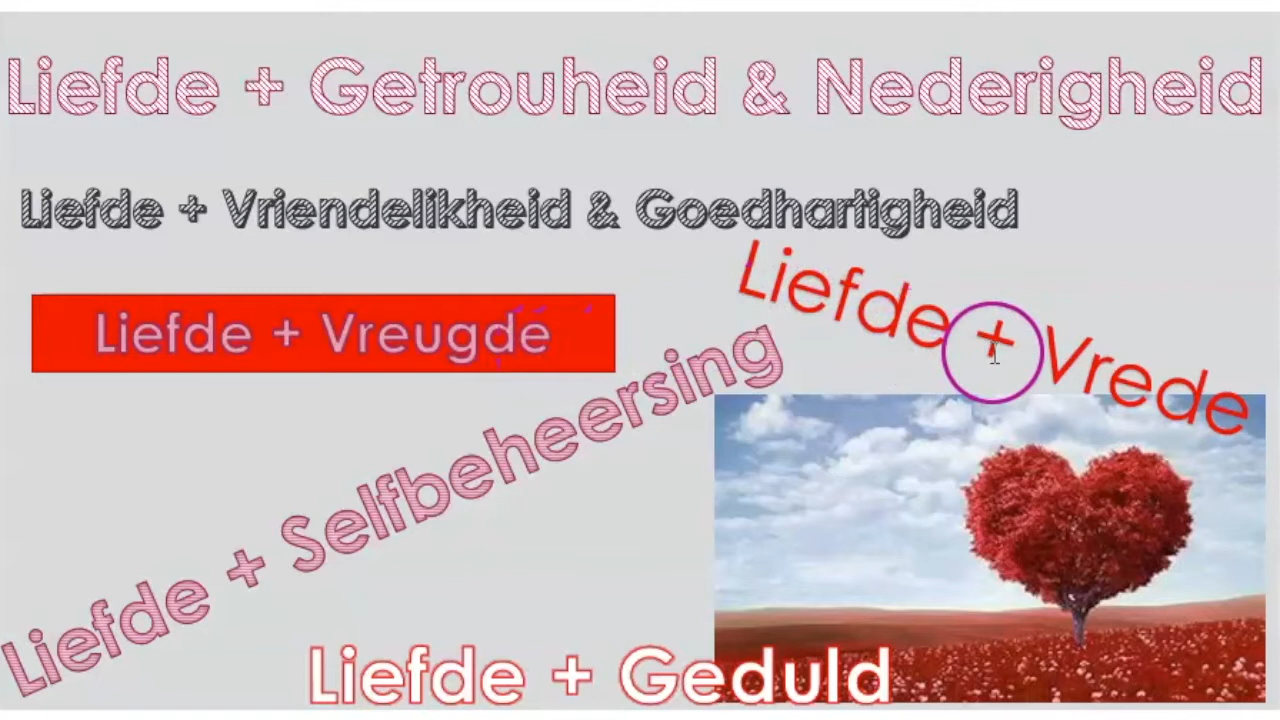 Liefde + Getrouheid & Nederigheid
Liefde + Vriendelikheid & Goedhartigheid
Liefde + Vrede
Liefde + Vreugde
Liefde + Selfbeheersing
Liefde + Geduld